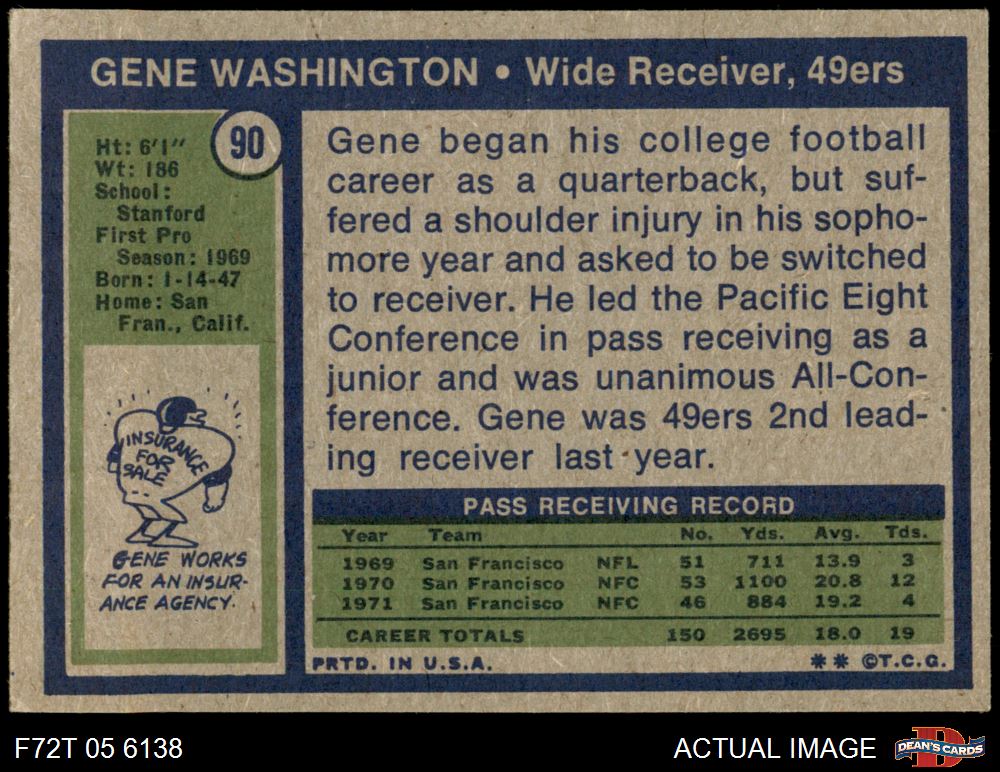 GENE WASHINGTON • Wide Receiver, 49ers
90
Ht: 6'1"
Wt: 186
School:
Stanford
First Pro
Season: 1969
Born: 1-14-47
Home: San
Fran., Calif.
INSURANCE
FOR
SALE
GENE WORKS
FOR AN INSUR-
ANCE AGENCY.
Gene began his college football
career as a quarterback, but suf-
fered a shoulder injury in his sopho-
more year and asked to be switched
to receiver. He led the Pacific Eight
Conference in pass receiving as a
junior and was unanimous All-Con-
ference. Gene was 49ers 2nd lead-
ing receiver last year.
PASS RECEIVING RECORD
Year Team No. Yds. Avg. Tds.
1969 San Francisco NFL 51 711 13.9 3
1970 San Francisco NFC 53 1100 20.8 12
1971 San Francisco NFC 46 884 19.2 4
CAREER TOTALS 150 2695 18.0 19
PRTD. IN U.S.A. ** ©T.C.G.
F72T 05 6138
ACTUAL IMAGE
D
DEAN'S CARDS